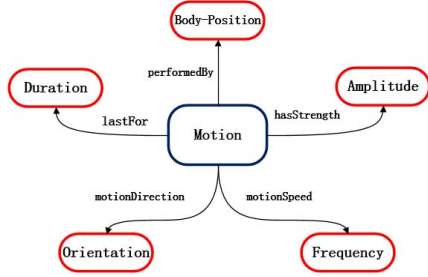 Body-Position
performedBy
Duration
Amplitude
lastFor
hasStrength
Motion
motionDirection
motionSpeed
Orientation
Frequency